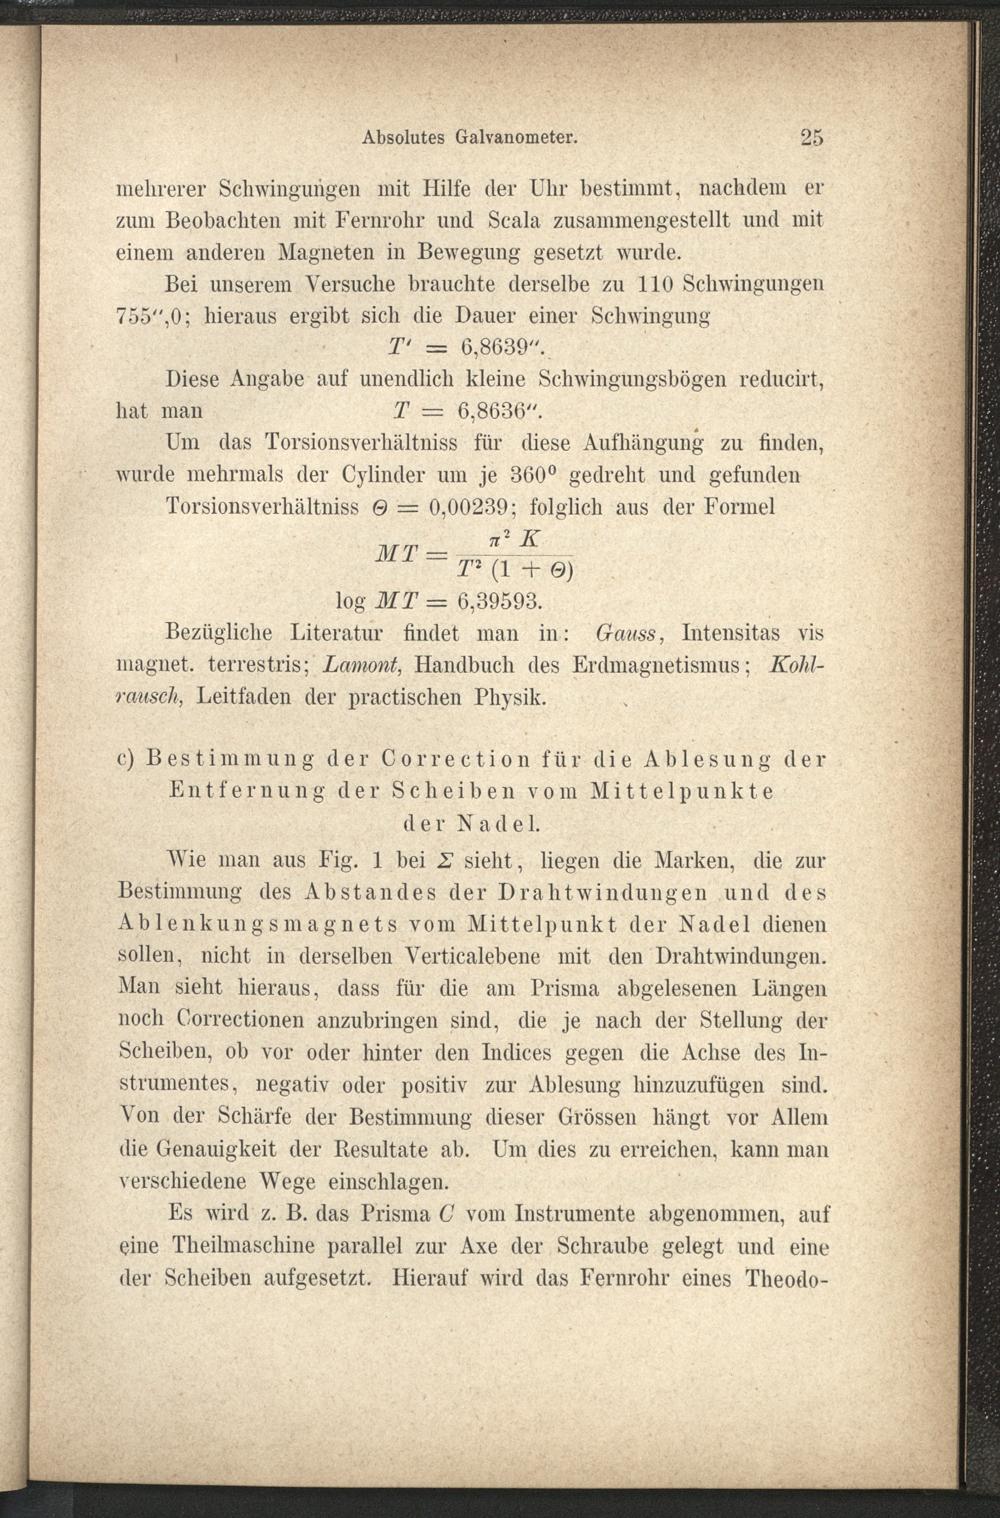 Absolutes Galvanometer. 25
mehrerer Schwingungen mit Hilfe der Uhr bestimmt, nachdem er
zum Beobachten mit Fernrohr und Scala zusammengestellt und mit
einem anderen Magneten in Bewegung gesetzt wurde.
Bei unserem Versuche brauchte derselbe zu 110 Schwingungen
755″,0; hieraus ergibt sich die Dauer einer Schwingung
T′ = 6,8639″.
Diese Angabe auf unendlich kleine Schwingungsbögen reducirt,
hat man T = 6,8636″.
Um das Torsionsverhältniss für diese Aufhängung zu finden,
wurde mehrmals der Cylinder um je 360⁰ gedreht und gefunden
Torsionsverhältniss Θ = 0,00239; folglich aus der Formel
MT = π² K / T² (1 + Θ)
log MT = 6,39593.
Bezügliche Literatur findet man in: Gauss, Intensitas vis
magnet. terrestris; Lamont, Handbuch des Erdmagnetismus; Kohl-
rausch, Leitfaden der practischen Physik.
c) Bestimmung der Correction für die Ablesung der
Entfernung der Scheiben vom Mittelpunkte
der Nadel.
Wie man aus Fig. 1 bei Σ sieht, liegen die Marken, die zur
Bestimmung des Abstandes der Drahtwindungen und des
Ablenkungsmagnets vom Mittelpunkt der Nadel dienen
sollen, nicht in derselben Verticalebene mit den Drahtwindungen.
Man sieht hieraus, dass für die am Prisma abgelesenen Längen
noch Correctionen anzubringen sind, die je nach der Stellung der
Scheiben, ob vor oder hinter den Indices gegen die Achse des In-
strumentes, negativ oder positiv zur Ablesung hinzuzufügen sind.
Von der Schärfe der Bestimmung dieser Grössen hängt vor Allem
die Genauigkeit der Resultate ab. Um dies zu erreichen, kann man
verschiedene Wege einschlagen.
Es wird z. B. das Prisma C vom Instrumente abgenommen, auf
eine Theilmaschine parallel zur Axe der Schraube gelegt und eine
der Scheiben aufgesetzt. Hierauf wird das Fernrohr eines Theodo-